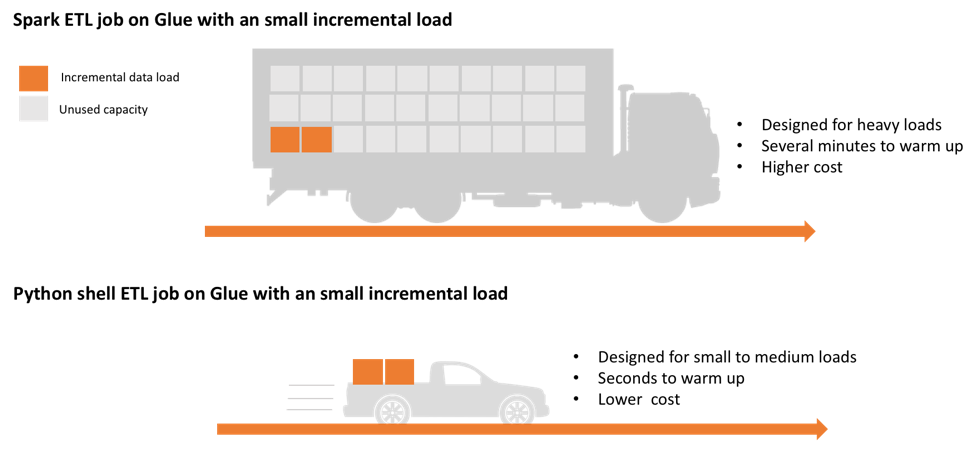 Spark ETL job on Glue with an small incremental load
Incremental data load
Unused capacity
• Designed for heavy loads
• Several minutes to warm up
• Higher cost
Python shell ETL job on Glue with an small incremental load
• Designed for small to medium loads
• Seconds to warm up
• Lower cost